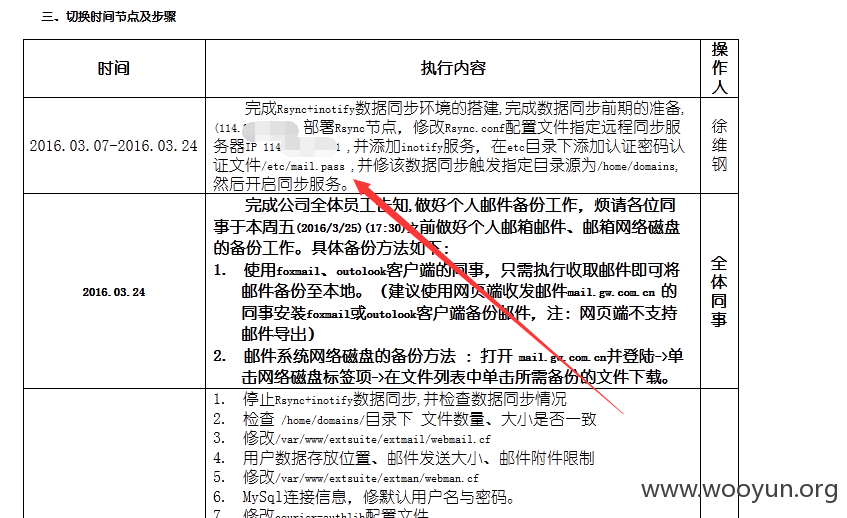 三、切换时间节点及步骤
时间
执行内容
操作人
2016.03.07-2016.03.24
完成Rsync+inotify数据同步环境的搭建,完成数据同步前期的准备,
(114. 部署Rsync节点，修改Rsync.conf配置文件指定远程同步服
务器IP 114 1 ,并添加inotify服务，在etc目录下添加认证密码认
证文件/etc/mail.pass ,并修该数据同步触发指定目录源为/home/domains,
然后开启同步服务。
徐维钢
2016.03.24
完成公司全体员工告知,做好个人邮件备份工作，烦请各位同
事于本周五(2016/3/25)(17:30)之前做好个人邮箱邮件、邮箱网络磁盘
的备份工作。具体备份方法如下：
1. 使用foxmail、outolook客户端的同事，只需执行收取邮件即可将
邮件备份至本地。（建议使用网页端收发邮件mail.gw.com.cn 的
同事安装foxmail或outolook客户端备份邮件，注：网页端不支持
邮件导出）
2. 邮件系统网络磁盘的备份方法 ：打开 mail.gw.com.cn并登陆->单
击网络磁盘标签项->在文件列表中单击所需备份的文件下载。
全体同事
1. 停止Rsync+inotify数据同步,并检查数据同步情况
2. 检查 /home/domains/目录下 文件数量、大小是否一致
3. 修改/var/www/extsuite/extmail/webmail.cf
4. 用户数据存放位置、邮件发送大小、邮件附件限制
5. 修改/var/www/extsuite/extman/webman.cf
6. MySql连接信息，修默认用户名与密码。
7. 修改courier-authlib配置文件
www.wooyun.org